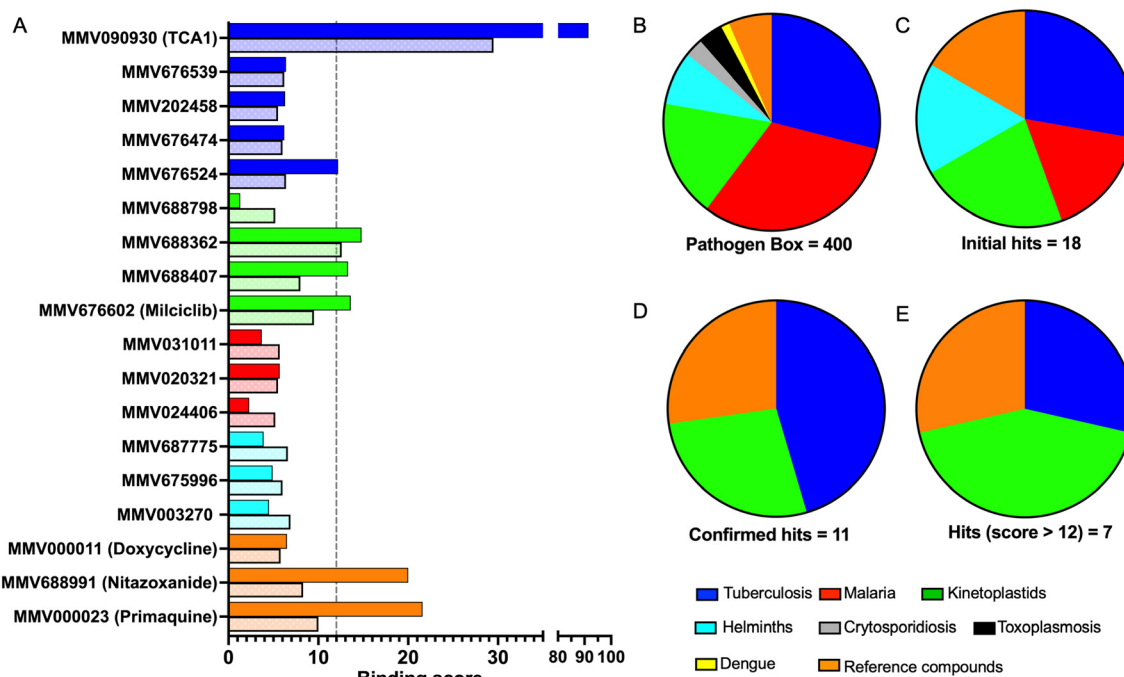 A
MMV090930 (TCA1)
MMV676539
MMV202458
MMV676474
MMV676524
MMV688798
MMV688362
MMV688407
MMV676602 (Milciclib)
MMV031011
MMV020321
MMV024406
MMV687775
MMV675996
MMV003270
MMV000011 (Doxycycline)
MMV688991 (Nitazoxanide)
MMV000023 (Primaquine)
0 10 20 30 80 90 100
Binding score
B
Pathogen Box = 400
C
Initial hits = 18
D
Confirmed hits = 11
E
Hits (score > 12) = 7
Tuberculosis Malaria Kinetoplastids
Helminths Crytosporidiosis Toxoplasmosis
Dengue Reference compounds